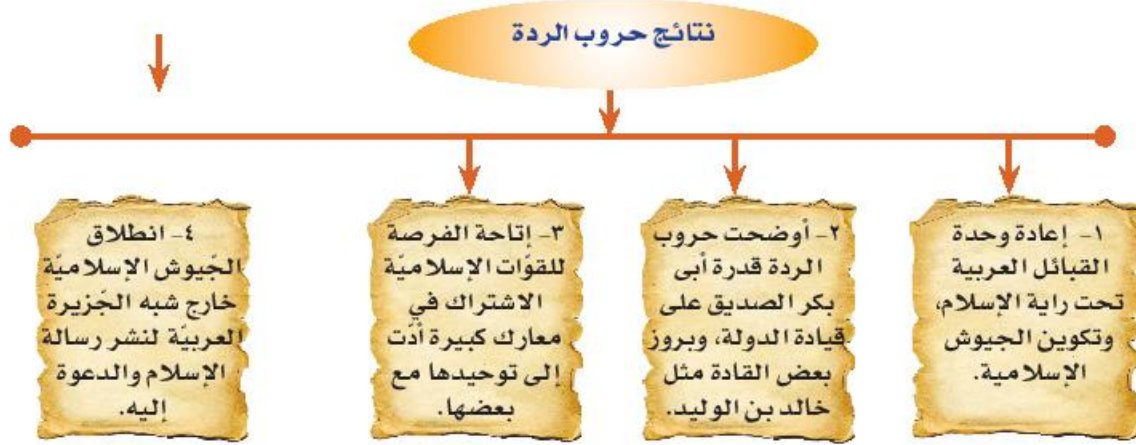 نتائج حروب الردة
١- إعادة وحدة
القبائل العربية
تحت راية الإسلام،
وتكوين الجيوش
الإسلامية.
٢- أوضحت حروب
الردة قدرة أبى
بكر الصديق على
قيادة الدولة، وبروز
بعض القادة مثل
خالد بن الوليد.
٣- إتاحة الفرصة
للقوّات الإسلاميّة
الاشتراك في
معارك كبيرة أدّت
إلى توحيدها مع
بعضها.
٤- انطلاق
الجّيوش الإسلاميّة
خارج شبه الجّزيرة
العربيّة لنشر رسالة
الإسلام والدعوة
إليه.